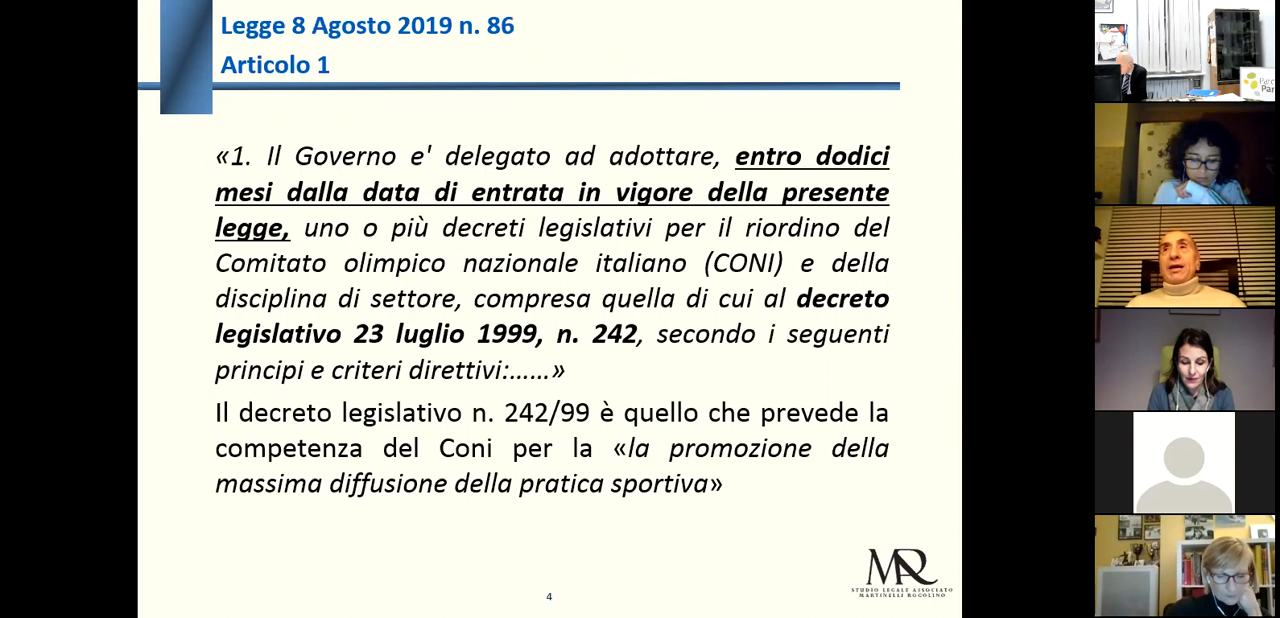 Legge 8 Agosto 2019 n. 86
Articolo 1
«1. Il Governo e' delegato ad adottare, entro dodici
mesi dalla data di entrata in vigore della presente
legge, uno o più decreti legislativi per il riordino del
Comitato olimpico nazionale italiano (CONI) e della
disciplina di settore, compresa quella di cui al decreto
legislativo 23 luglio 1999, n. 242, secondo i seguenti
principi e criteri direttivi:......»
Il decreto legislativo n. 242/99 è quello che prevede la
competenza del Coni per la «la promozione della
massima diffusione della pratica sportiva»
MR
STUDIO LEGALE ASSOCIATO
MARTINELLI ROGOLINO
4